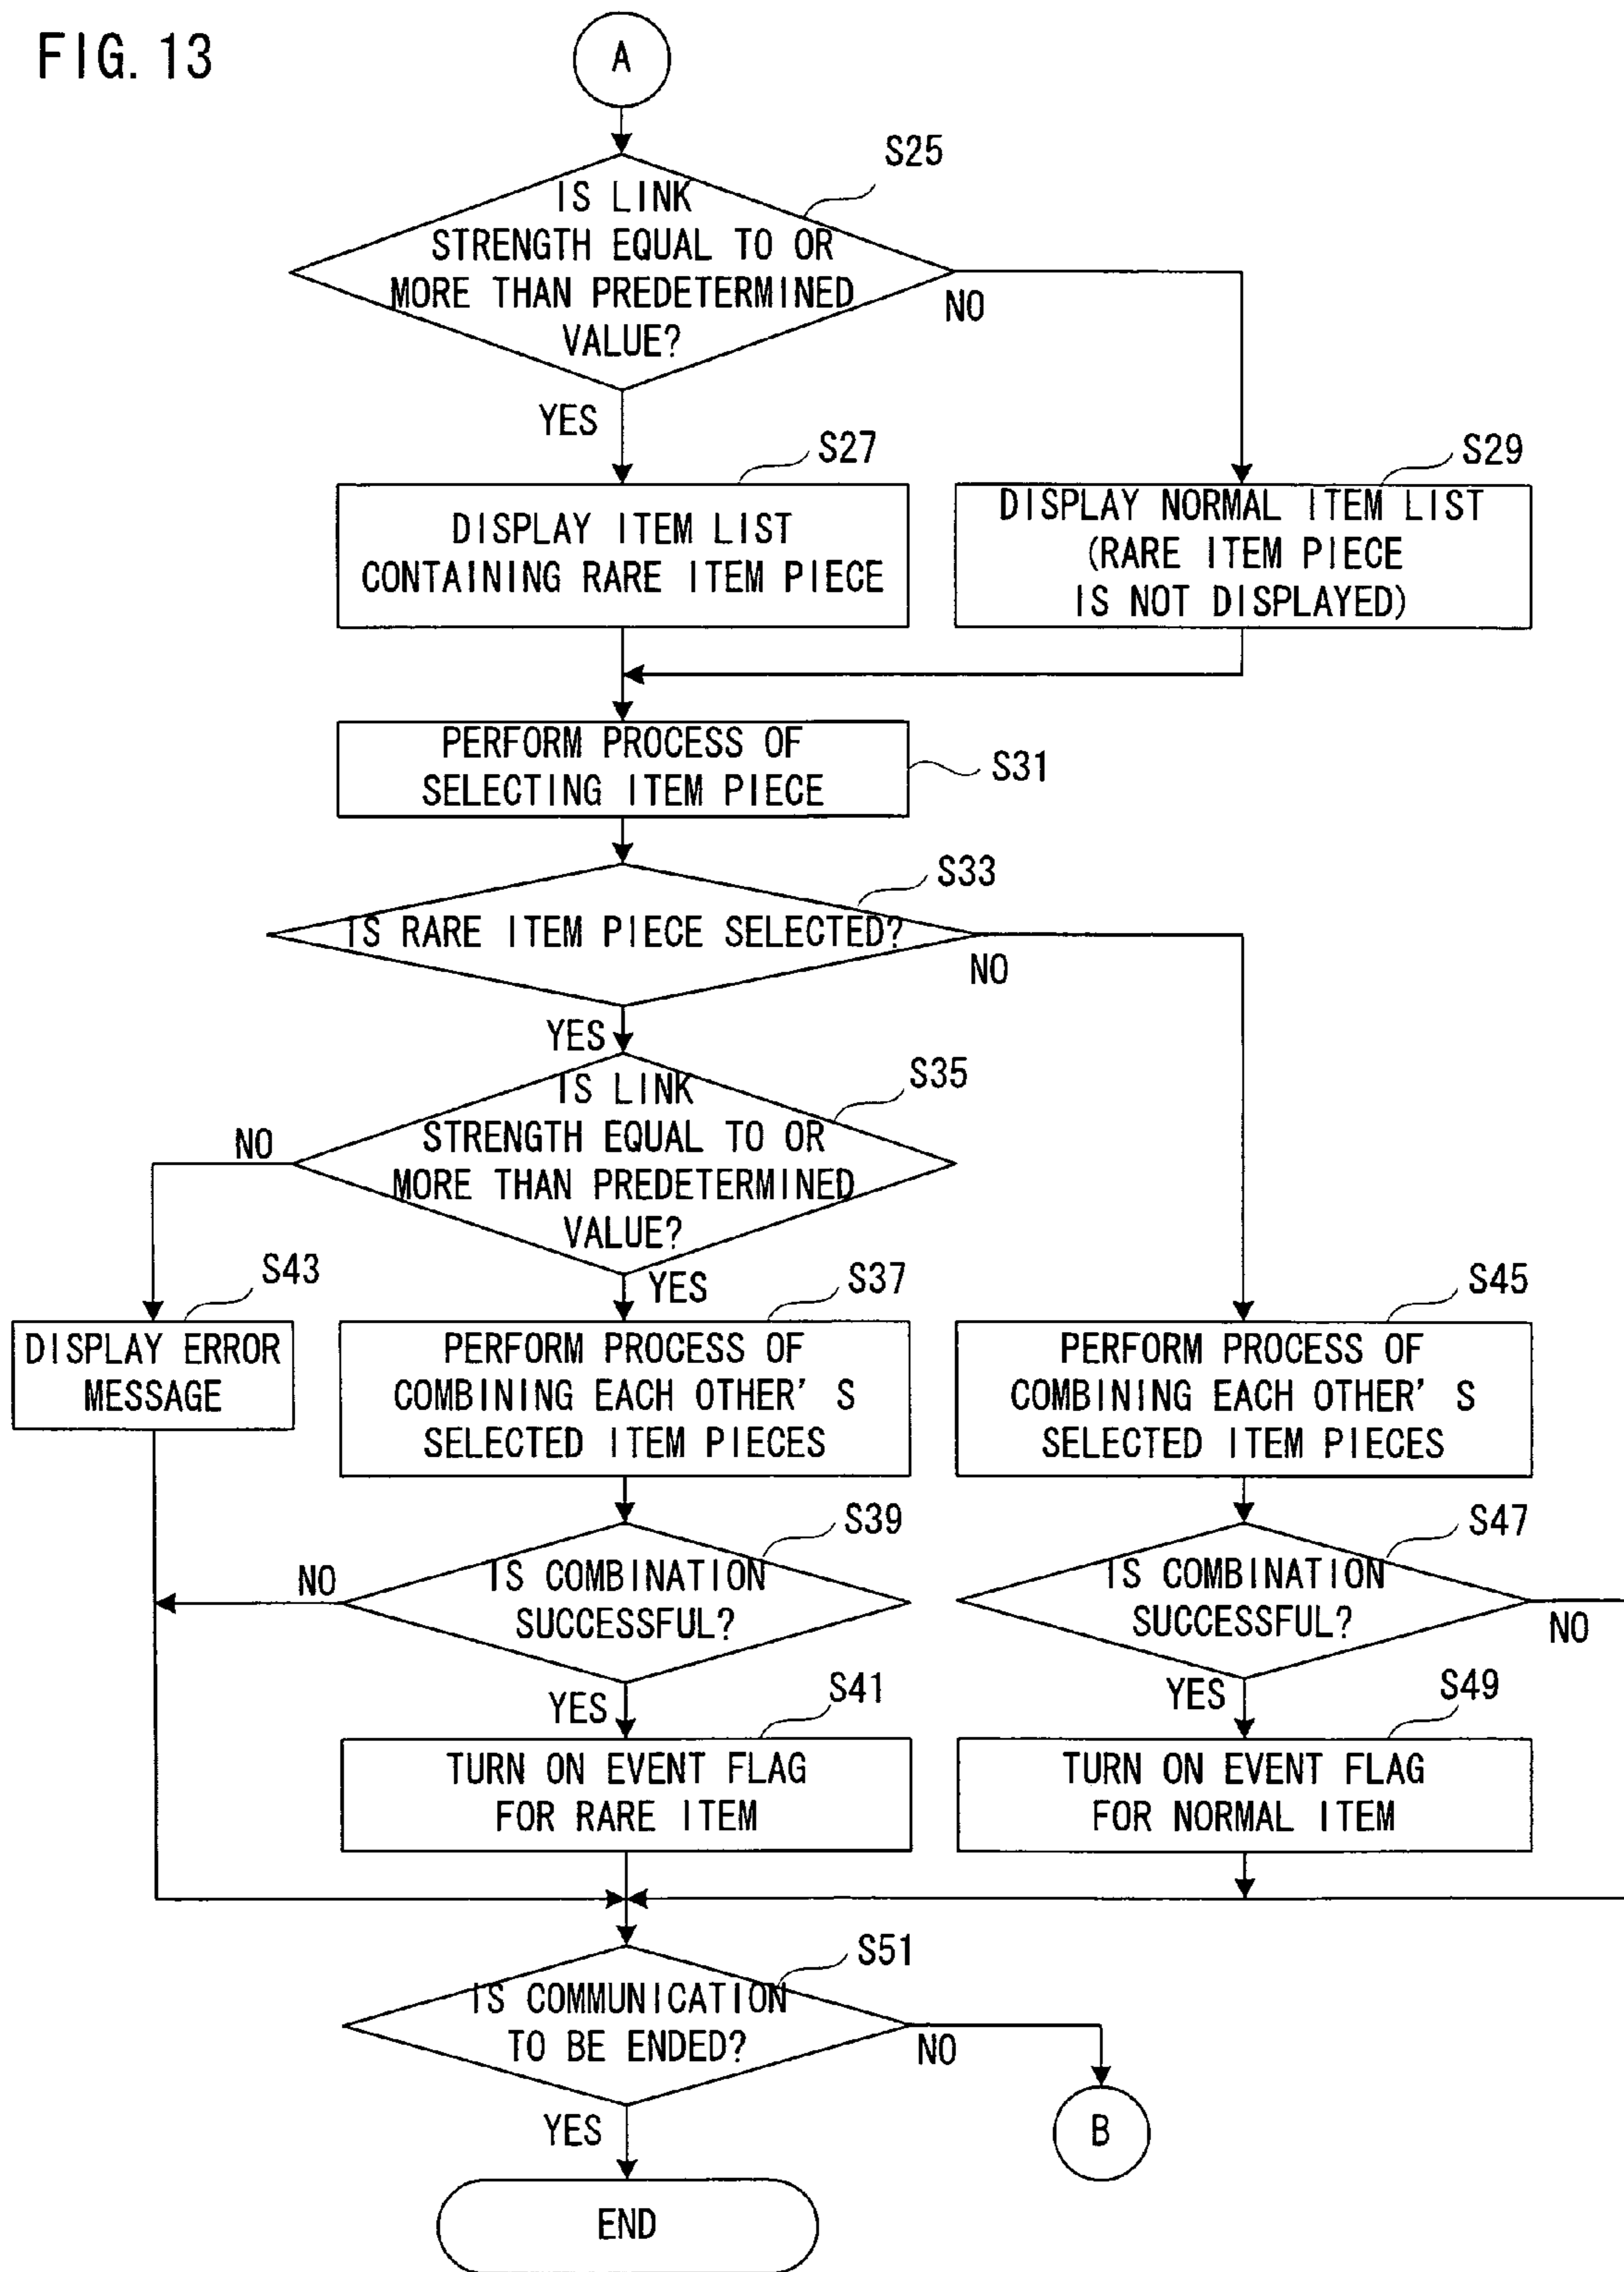 FIG. 13
A
S25
IS LINK
STRENGTH EQUAL TO OR
MORE THAN PREDETERMINED
VALUE?
NO
YES
S27
DISPLAY ITEM LIST
CONTAINING RARE ITEM PIECE
S29
DISPLAY NORMAL ITEM LIST
(RARE ITEM PIECE
IS NOT DISPLAYED)
PERFORM PROCESS OF
SELECTING ITEM PIECE
S31
S33
IS RARE ITEM PIECE SELECTED?
NO
YES
S35
IS LINK
STRENGTH EQUAL TO OR
MORE THAN PREDETERMINED
VALUE?
NO
YES
S43
DISPLAY ERROR
MESSAGE
S37
PERFORM PROCESS OF
COMBINING EACH OTHER' S
SELECTED ITEM PIECES
S45
PERFORM PROCESS OF
COMBINING EACH OTHER' S
SELECTED ITEM PIECES
S39
IS COMBINATION
SUCCESSFUL?
NO
YES
S47
IS COMBINATION
SUCCESSFUL?
NO
YES
S41
TURN ON EVENT FLAG
FOR RARE ITEM
S49
TURN ON EVENT FLAG
FOR NORMAL ITEM
S51
IS COMMUNICATION
TO BE ENDED?
NO
YES
B
END